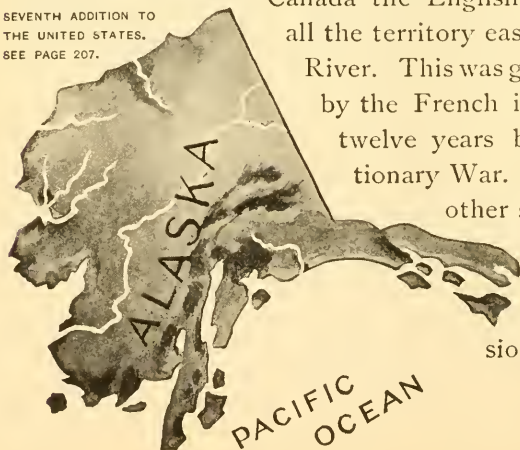 SEVENTH ADDITION TO
THE UNITED STATES.
SEE PAGE 207.
Canada the English
all the territory eas
River. This was g
by the French i
twelve years b
tionary War.
other s
sio
ALASKA
PACIFIC
OCEAN